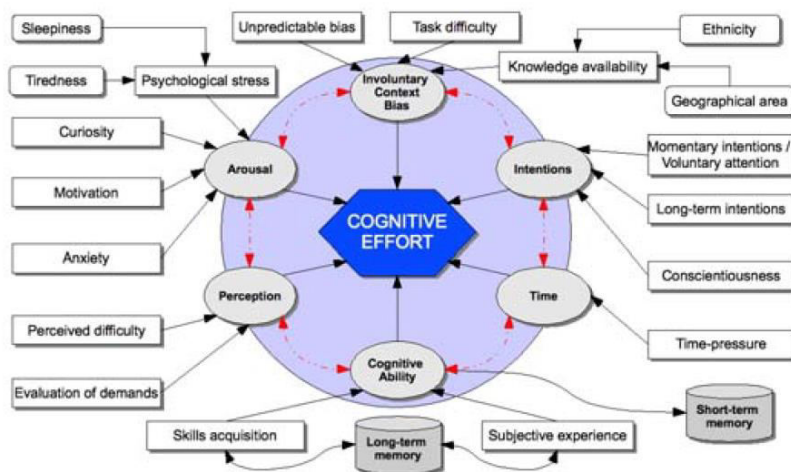 Sleepiness
Unpredictable bias
Task difficulty
Ethnicity
Tiredness
Psychological stress
Involuntary
Context
Bias
Knowledge availability
Geographical area
Curiosity
Momentary intentions /
Voluntary attention
Arousal
Intentions
Motivation
Long-term intentions
COGNITIVE
EFFORT
Anxiety
Conscientiousness
Perception
Time
Perceived difficulty
Time-pressure
Cognitive
Ability
Evaluation of demands
Short-term
memory
Skills acquisition
Long-term
memory
Subjective experience